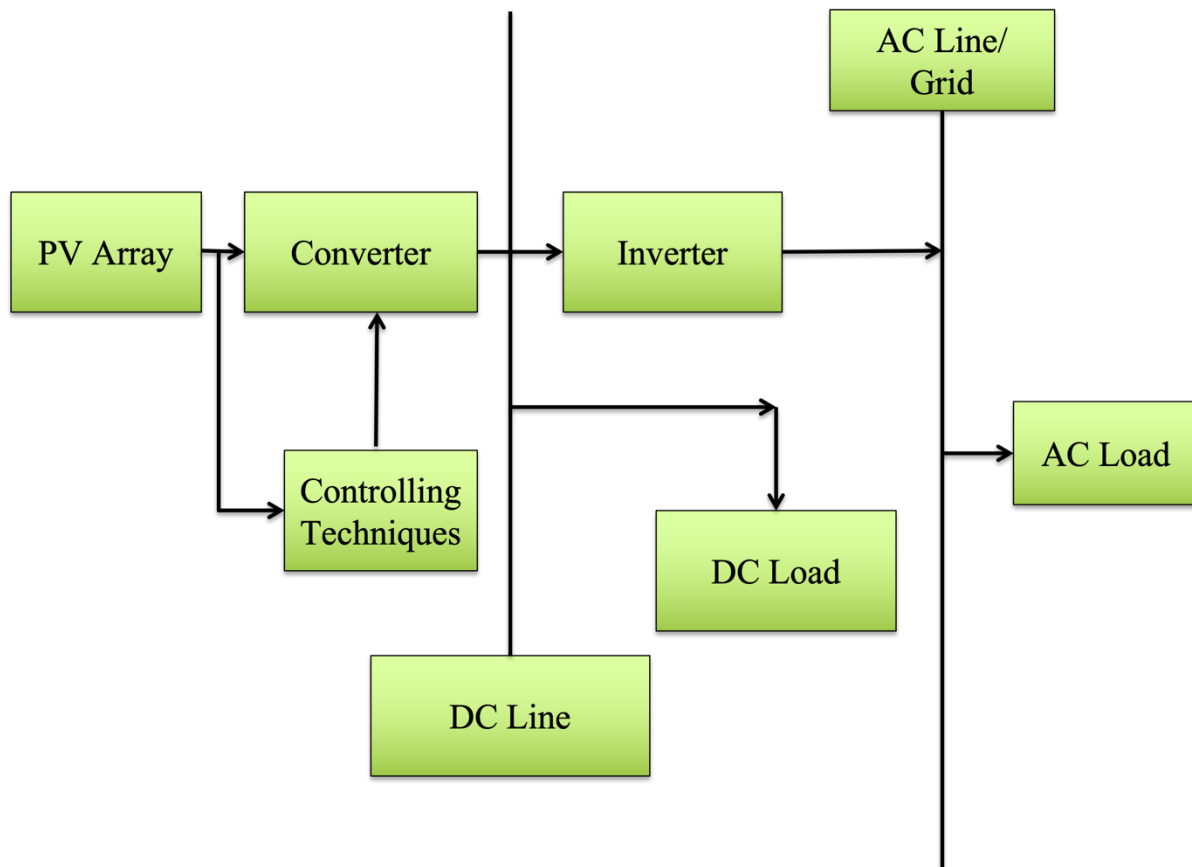 AC Line/
Grid
PV Array
Converter
Inverter
Controlling
Techniques
AC Load
DC Load
DC Line